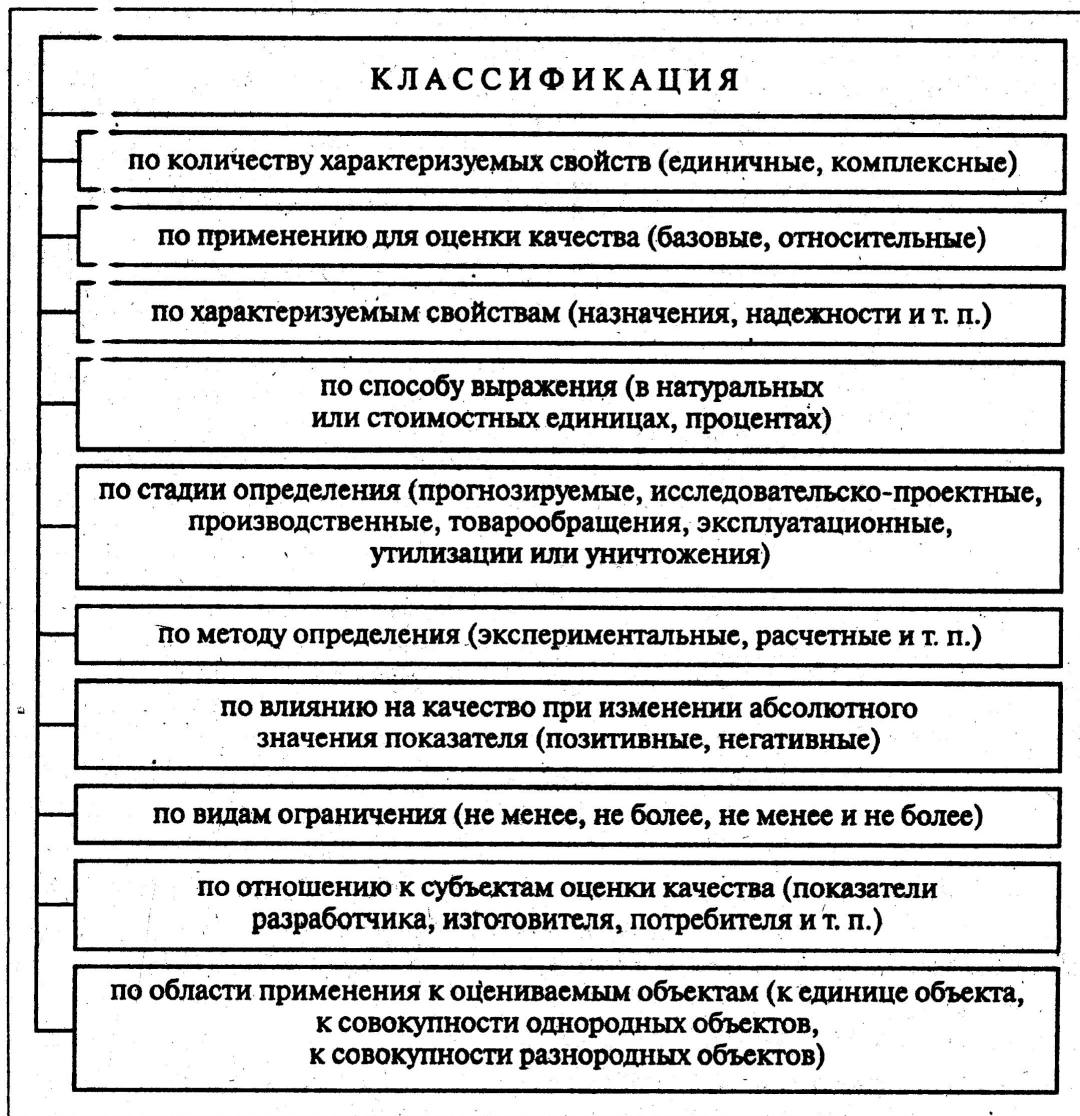 КЛАССИФИКАЦИЯ
по количеству характеризуемых свойств (единичные, комплексные)
по применению для оценки качества (базовые, относительные)
по характеризуемым свойствам (назначения, надежности и т. п.)
по способу выражения (в натуральных
или стоимостных единицах, процентах)
по стадии определения (прогнозируемые, исследовательско-проектные,
производственные, товарообращения, эксплуатационные,
утилизации или уничтожения)
по методу определения (экспериментальные, расчетные и т. п.)
по влиянию на качество при изменении абсолютного
значения показателя (позитивные, негативные)
по видам ограничения (не менее, не более, не менее и не более)
по отношению к субъектам оценки качества (показатели
разработчика, изготовителя, потребителя и т. п.)
по области применения к оцениваемым объектам (к единице объекта,
к совокупности однородных объектов,
к совокупности разнородных объектов)